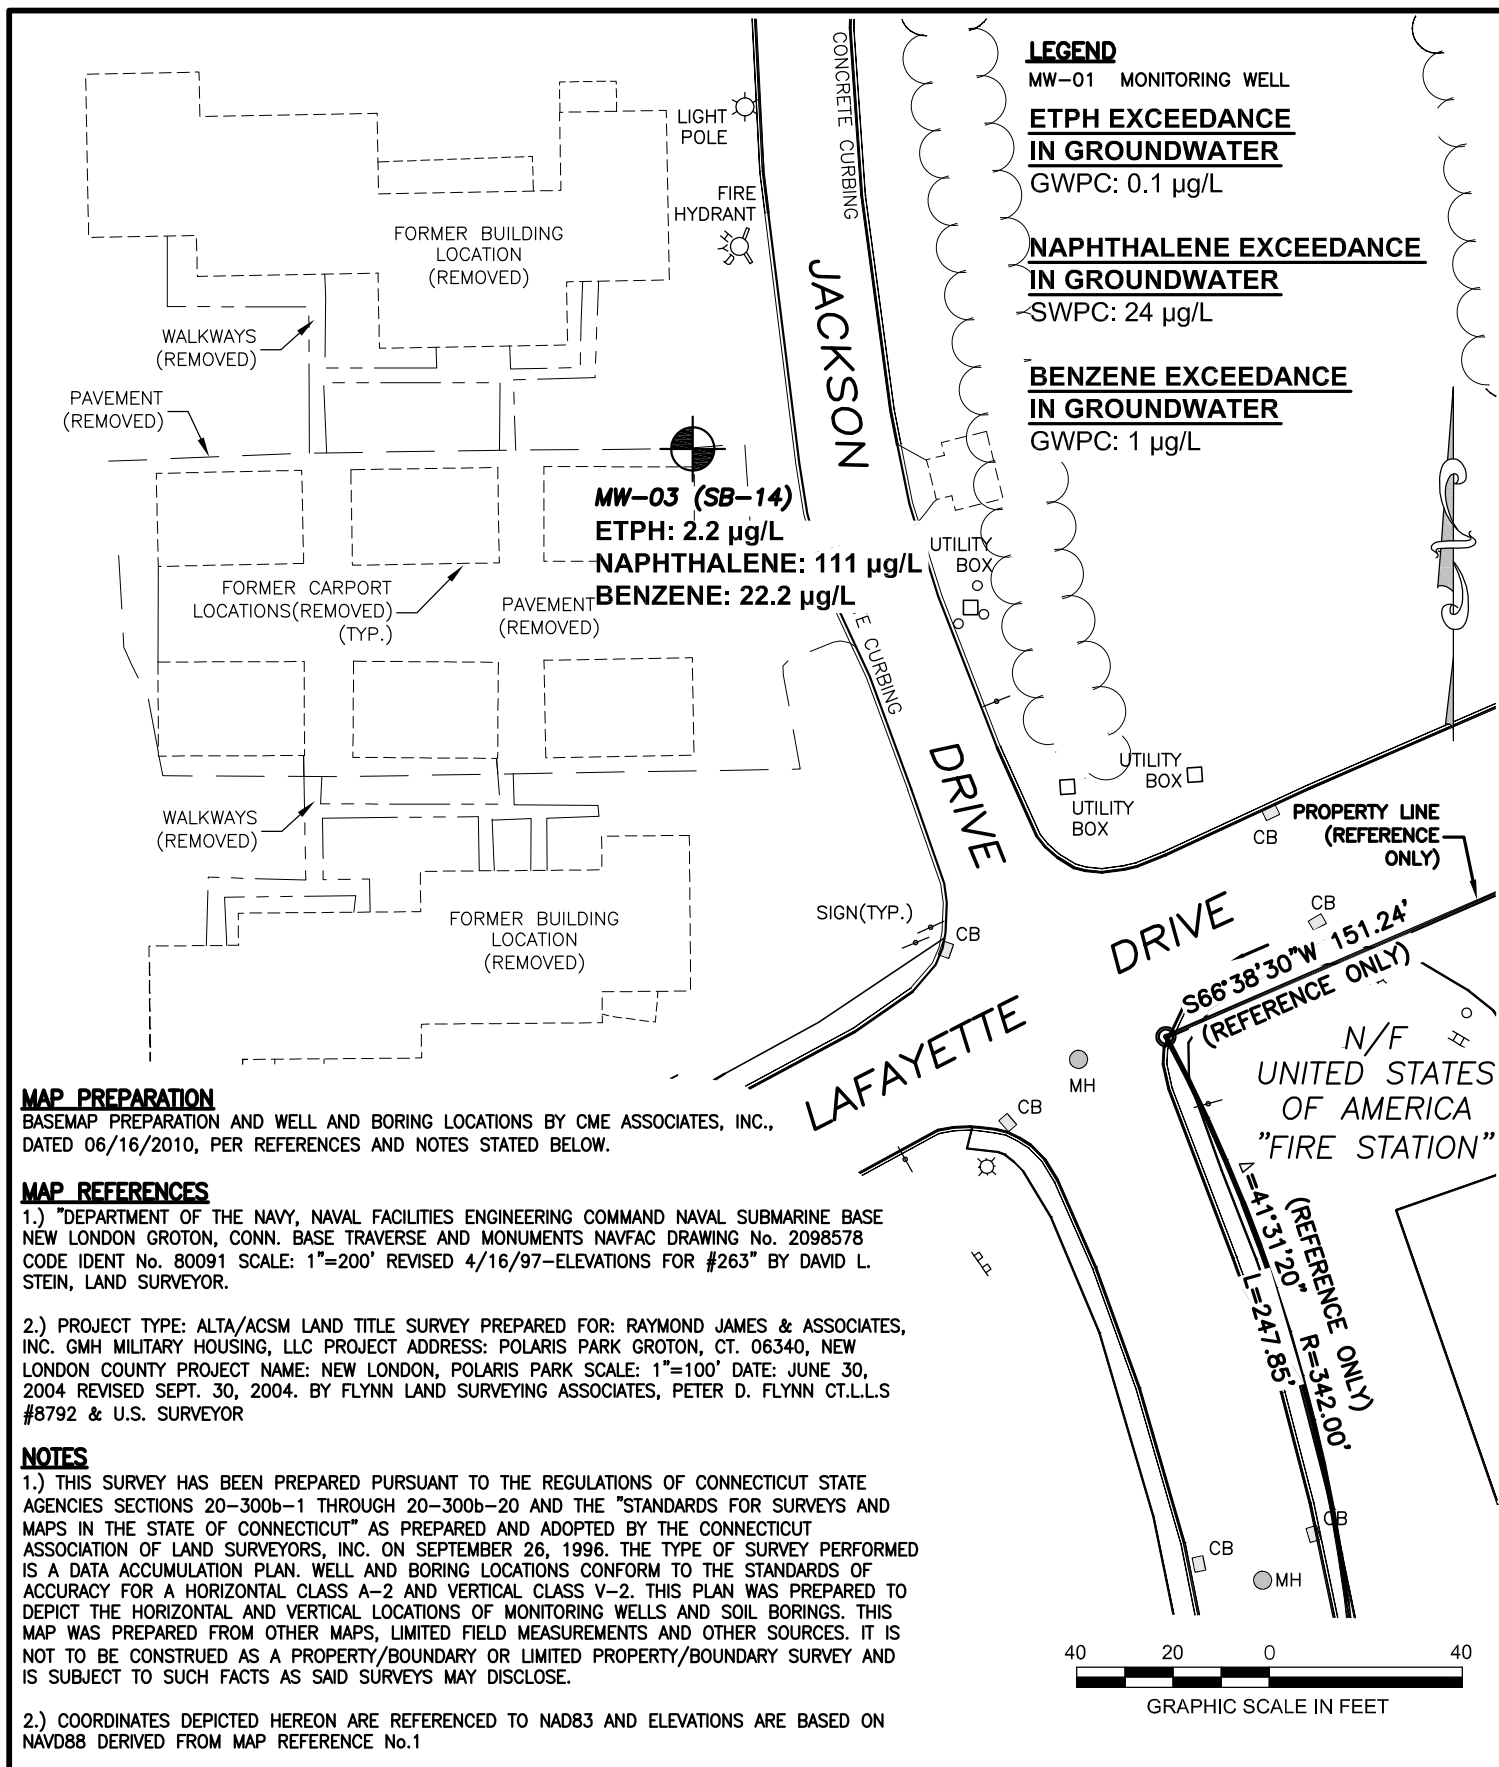 LEGEND
MW-01 MONITORING WELL
ETPH EXCEEDANCE
IN GROUNDWATER
GWPC: 0.1 µg/L
NAPHTHALENE EXCEEDANCE
IN GROUNDWATER
SWPC: 24 µg/L
BENZENE EXCEEDANCE
IN GROUNDWATER
GWPC: 1 µg/L
CONCRETE CURBING
LIGHT
POLE
FIRE
HYDRANT
HYD
FORMER BUILDING
LOCATION
(REMOVED)
WALKWAYS
(REMOVED)
PAVEMENT
(REMOVED)
JACKSON
MW-03 (SB-14)
ETPH: 2.2 µg/L
NAPHTHALENE: 111 µg/L
BENZENE: 22.2 µg/L
UTILITY
BOX
FORMER CARPORT
LOCATIONS(REMOVED)
(TYP.)
PAVEMENT
(REMOVED)
E CURBING
DRIVE
UTILITY
BOX
UTILITY
BOX
WALKWAYS
(REMOVED)
CB
PROPERTY LINE
(REFERENCE
ONLY)
SIGN(TYP.)
CB
CB
FORMER BUILDING
LOCATION
(REMOVED)
LAFAYETTE
DRIVE
S66°38'30"W 151.24'
(REFERENCE ONLY)
N/F
UNITED STATES
OF AMERICA
"FIRE STATION"
MH
CB
Δ=41°31'20" R=342.00'
L=247.85'
(REFERENCE ONLY)
CB
CB
MH
MAP PREPARATION
BASEMAP PREPARATION AND WELL AND BORING LOCATIONS BY CME ASSOCIATES, INC.,
DATED 06/16/2010, PER REFERENCES AND NOTES STATED BELOW.
MAP REFERENCES
1.) "DEPARTMENT OF THE NAVY, NAVAL FACILITIES ENGINEERING COMMAND NAVAL SUBMARINE BASE
NEW LONDON GROTON, CONN. BASE TRAVERSE AND MONUMENTS NAVFAC DRAWING No. 2098578
CODE IDENT No. 80091 SCALE: 1"=200' REVISED 4/16/97-ELEVATIONS FOR #263" BY DAVID L.
STEIN, LAND SURVEYOR.
2.) PROJECT TYPE: ALTA/ACSM LAND TITLE SURVEY PREPARED FOR: RAYMOND JAMES & ASSOCIATES,
INC. GMH MILITARY HOUSING, LLC PROJECT ADDRESS: POLARIS PARK GROTON, CT. 06340, NEW
LONDON COUNTY PROJECT NAME: NEW LONDON, POLARIS PARK SCALE: 1"=100' DATE: JUNE 30,
2004 REVISED SEPT. 30, 2004. BY FLYNN LAND SURVEYING ASSOCIATES, PETER D. FLYNN CT.L.L.S
#8792 & U.S. SURVEYOR
NOTES
1.) THIS SURVEY HAS BEEN PREPARED PURSUANT TO THE REGULATIONS OF CONNECTICUT STATE
AGENCIES SECTIONS 20-300b-1 THROUGH 20-300b-20 AND THE "STANDARDS FOR SURVEYS AND
MAPS IN THE STATE OF CONNECTICUT" AS PREPARED AND ADOPTED BY THE CONNECTICUT
ASSOCIATION OF LAND SURVEYORS, INC. ON SEPTEMBER 26, 1996. THE TYPE OF SURVEY PERFORMED
IS A DATA ACCUMULATION PLAN. WELL AND BORING LOCATIONS CONFORM TO THE STANDARDS OF
ACCURACY FOR A HORIZONTAL CLASS A-2 AND VERTICAL CLASS V-2. THIS PLAN WAS PREPARED TO
DEPICT THE HORIZONTAL AND VERTICAL LOCATIONS OF MONITORING WELLS AND SOIL BORINGS. THIS
MAP WAS PREPARED FROM OTHER MAPS, LIMITED FIELD MEASUREMENTS AND OTHER SOURCES. IT IS
NOT TO BE CONSTRUED AS A PROPERTY/BOUNDARY OR LIMITED PROPERTY/BOUNDARY SURVEY AND
IS SUBJECT TO SUCH FACTS AS SAID SURVEYS MAY DISCLOSE.
2.) COORDINATES DEPICTED HEREON ARE REFERENCED TO NAD83 AND ELEVATIONS ARE BASED ON
NAVD88 DERIVED FROM MAP REFERENCE No.1
40 20 0 40
GRAPHIC SCALE IN FEET